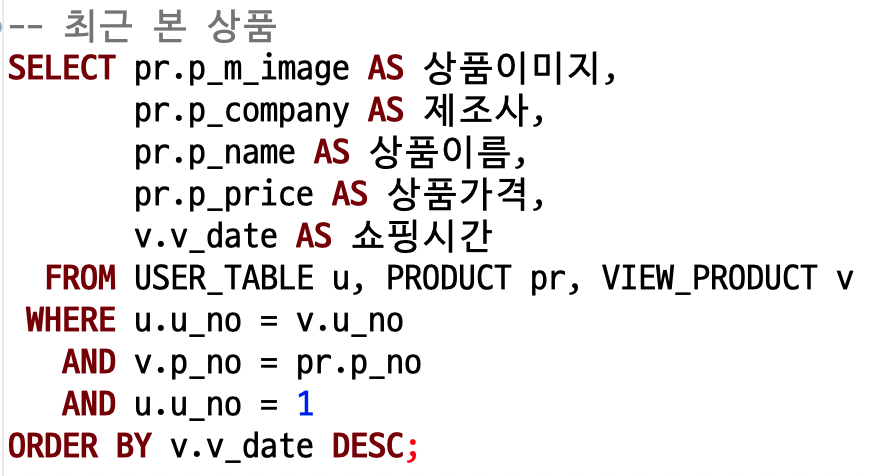 -- 최근 본 상품
SELECT pr.p_m_image AS 상품이미지,
pr.p_company AS 제조사,
pr.p_name AS 상품이름,
pr.p_price AS 상품가격,
v.v_date AS 쇼핑시간
FROM USER_TABLE u, PRODUCT pr, VIEW_PRODUCT v
WHERE u.u_no = v.u_no
AND v.p_no = pr.p_no
AND u.u_no = 1
ORDER BY v.v_date DESC;